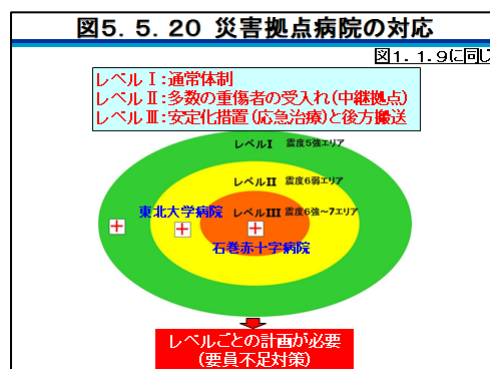 図5.5.20 災害拠点病院の対応
図1.1.9に同じ
レベルⅠ:通常体制
レベルⅡ:多数の重傷者の受入れ(中継拠点)
レベルⅢ:安定化措置(応急治療)と後方搬送
レベルI 震度5強エリア
レベルII 震度6弱エリア
東北大学病院
レベルIII 震度6強~7エリア
石巻赤十字病院
レベルごとの計画が必要
(要員不足対策)